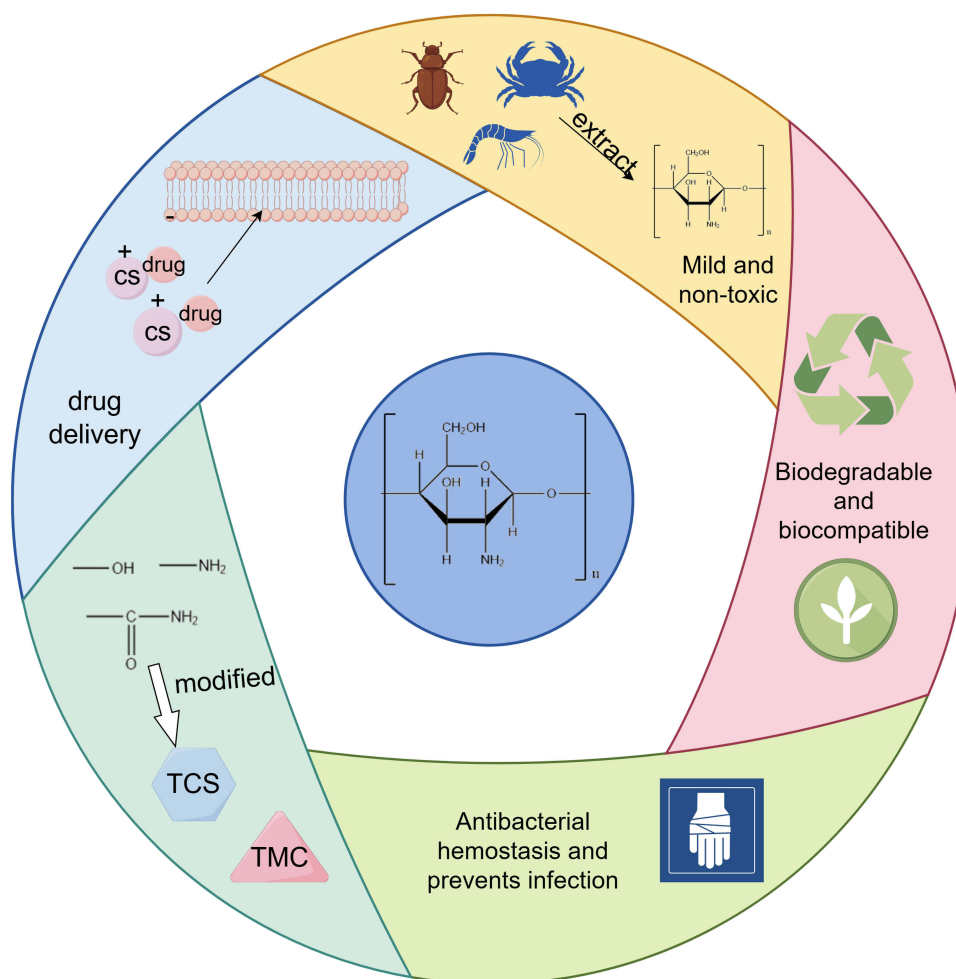 extract
CH₂OH
O
H
OH
H
O
H
H
NH₂
n
Mild and
non-toxic
-
+
CS
drug
+
CS
drug
drug
delivery
Biodegradable
and
biocompatible
CH₂OH
H
O
OH
H
O
H
H
NH₂
n
—OH
—NH₂
—C—NH₂
O
modified
TCS
TMC
Antibacterial
hemostasis and
prevents infection